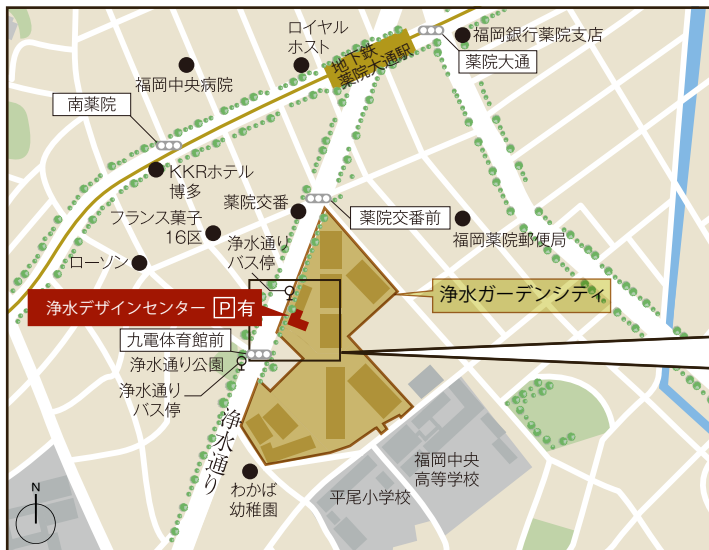 ロイヤル
ホスト
福岡銀行薬院支店
地下鉄
薬院大通駅
薬院大通
福岡中央病院
南薬院
KKRホテル
博多
フランス菓子
16区
薬院交番
薬院交番前
福岡薬院郵便局
浄水通り
バス停
ローソン
浄水デザインセンター P有
浄水ガーデンシティ
九電体育館前
浄水通り公園
浄水通り
バス停
浄水通り
わかば
幼稚園
平尾小学校
福岡中央
高等学校
N